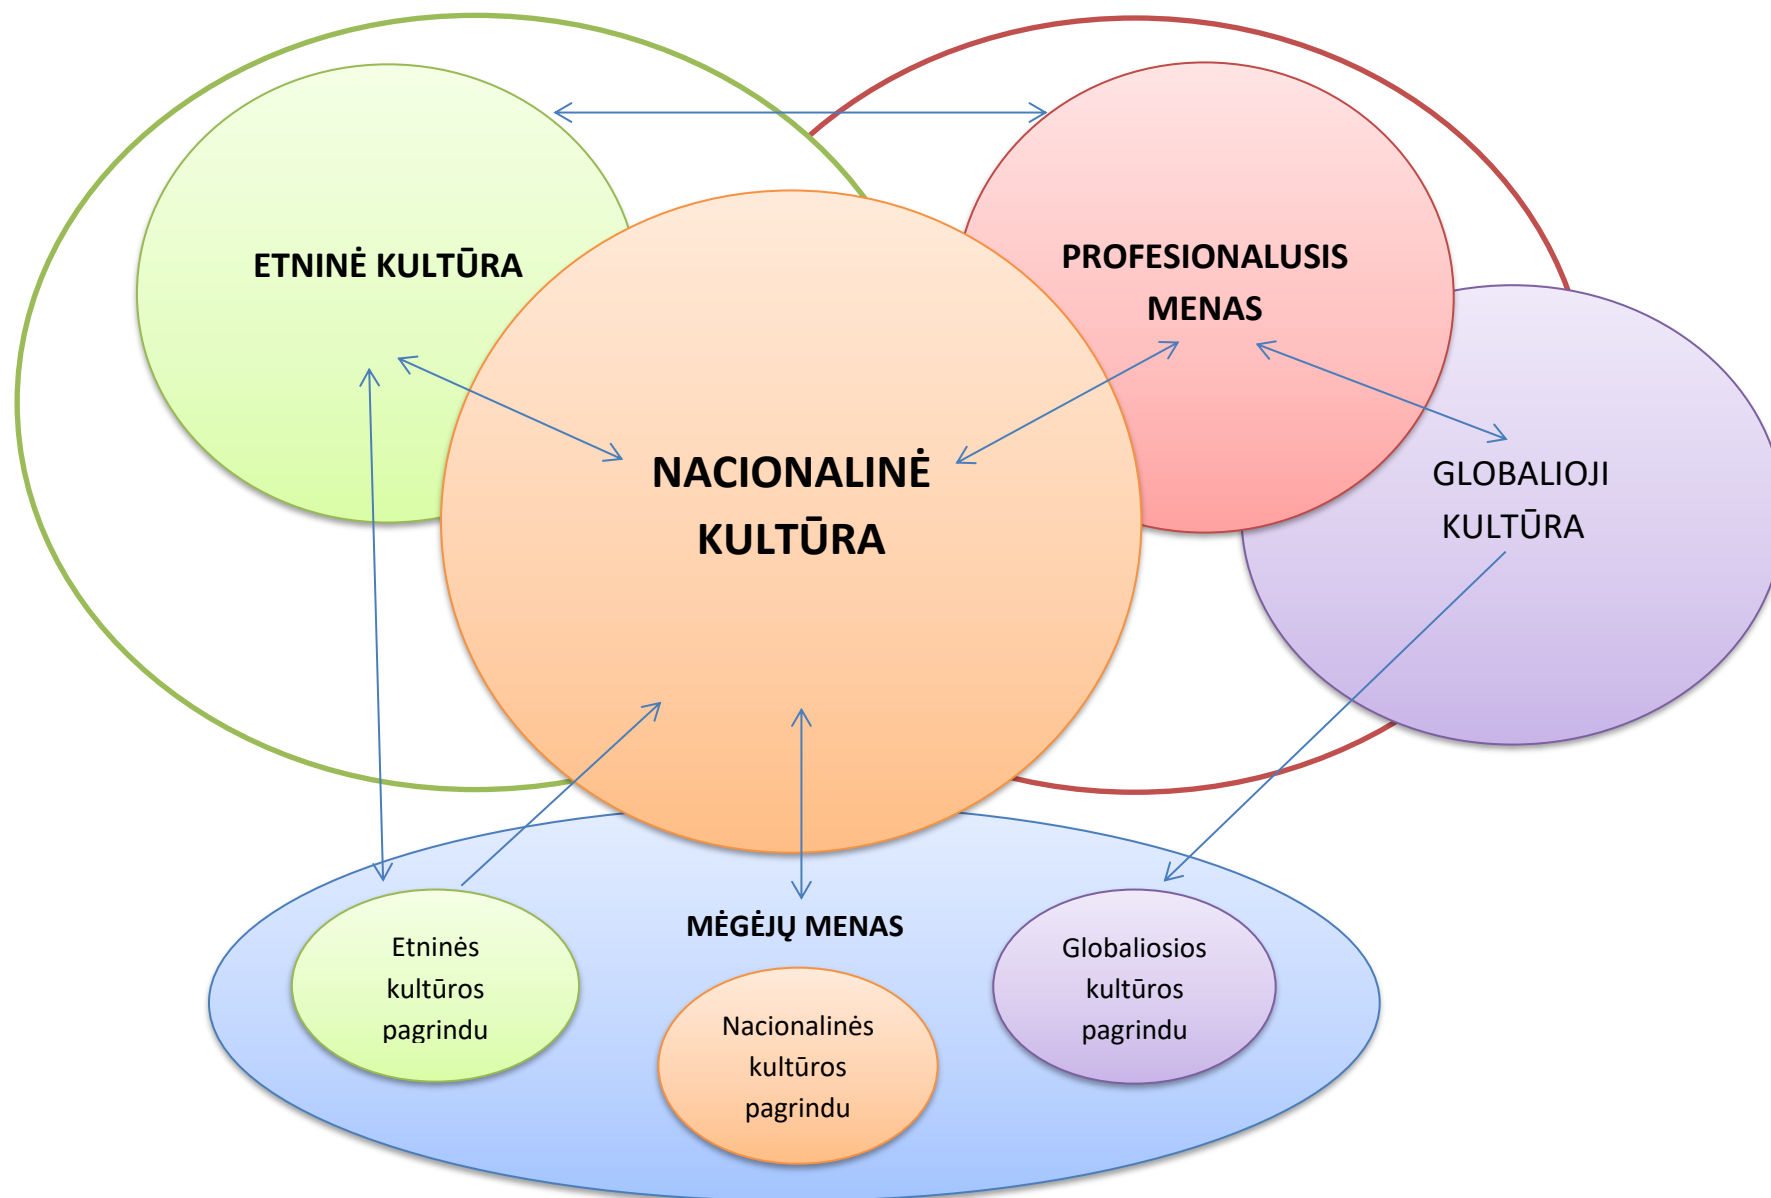 ETNINĖ KULTŪRA
PROFESIONALUSIS
MENAS
NACIONALINĖ
KULTŪRA
GLOBALIOJI
KULTŪRA
MĖGĖJŲ MENAS
Etninės
kultūros
pagrindu
Nacionalinės
kultūros
pagrindu
Globaliosios
kultūros
pagrindu